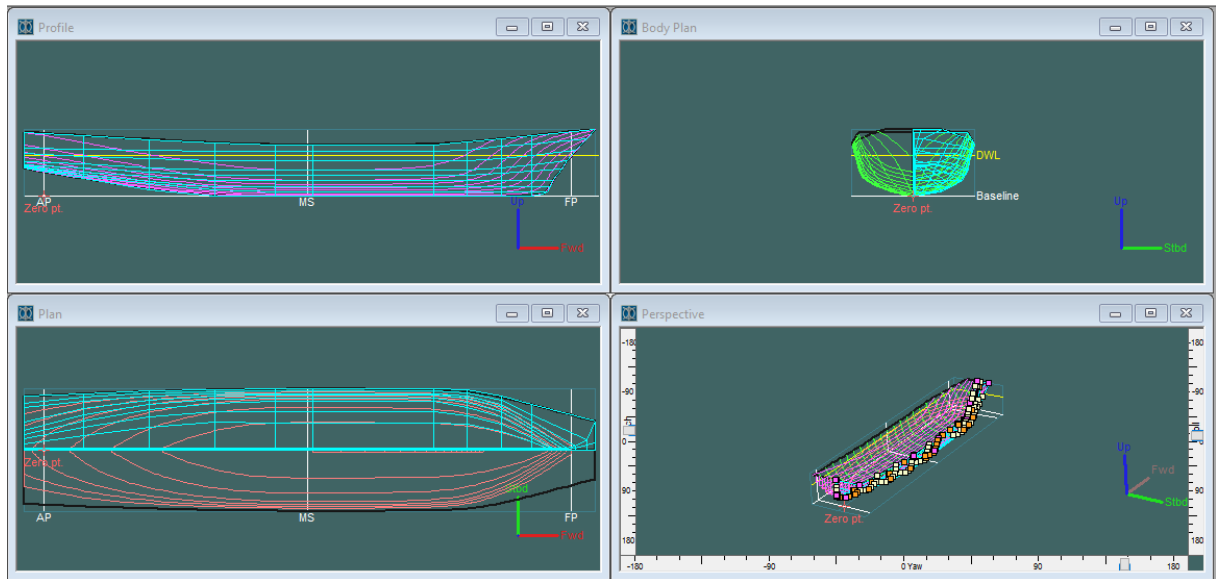 Profile
AP
MS
FP
Zero pt.
Up
Fwd
Body Plan
DWL
Baseline
Zero pt.
Up
Stbd
Plan
Zero pt.
Stbd
AP
MS
FP
Fwd
Perspective
-180
-180
-90
-90
0
0
90
90
180
180
Up
Fwd
Stbd
Zero pt.
-180
-90
0 Yaw
90
180